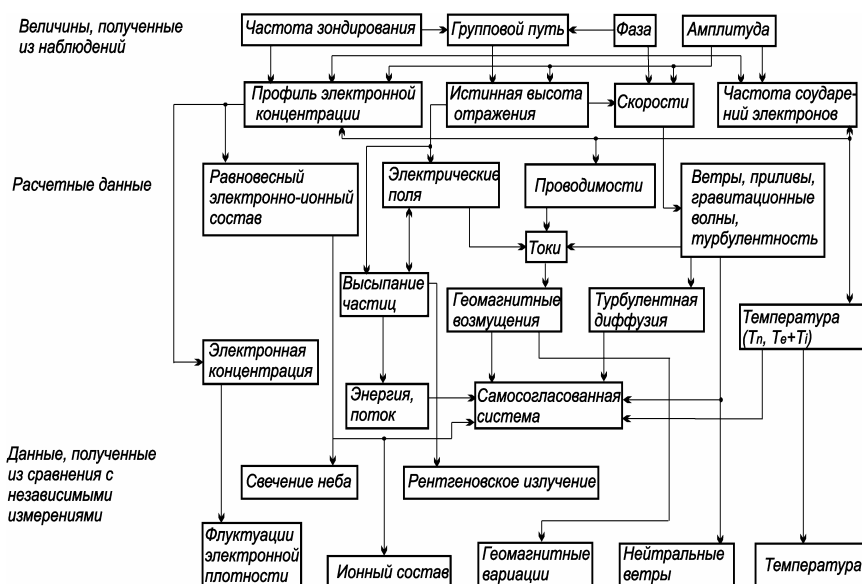 Величины, полученные
из наблюдений
Частота зондирования
Групповой путь
Фаза
Амплитуда
Профиль электронной
концентрации
Истинная высота
отражения
Скорости
Частота соударе-
ний электронов
Расчетные данные
Равновесный
электронно-ионный
состав
Электрические
поля
Проводимости
Ветры, приливы,
гравитационные
волны,
турбулентность
Токи
Высыпание
частиц
Геомагнитные
возмущения
Турбулентная
диффузия
Температура
(Tn, Te+Ti)
Электронная
концентрация
Энергия,
поток
Самосогласованная
система
Данные, полученные
из сравнения с
независимыми
измерениями
Свечение неба
Рентгеновское излучение
Флуктуации
электронной
плотности
Ионный состав
Геомагнитные
вариации
Нейтральные
ветры
Температура